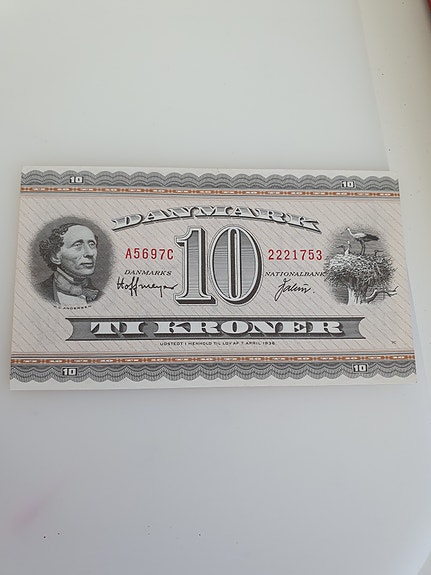 10 10
DANMARK
A5697C 10 2221753
DANMARKS NATIONALBANK
Hoffmeyer
H.C. ANDERSEN
TI KRONER
UDSTEDT I HENHOLD TIL LOV AF 7. APRIL 1936.
10 10